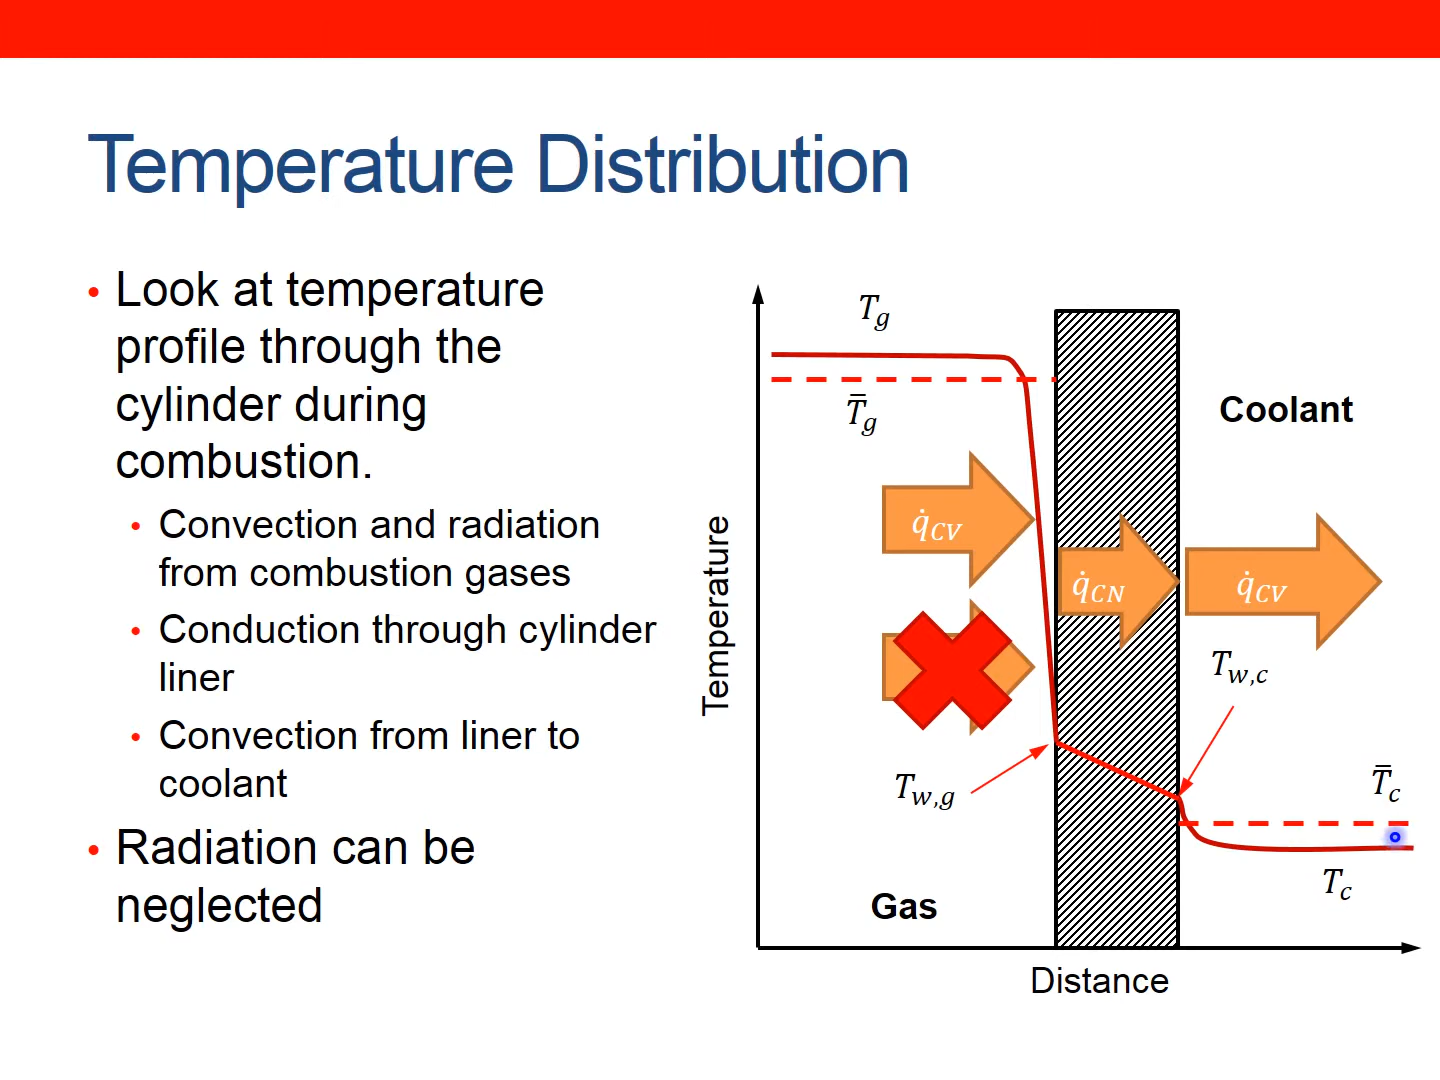 Temperature Distribution
• Look at temperature
profile through the
cylinder during
combustion.
• Convection and radiation
from combustion gases
• Conduction through cylinder
liner
• Convection from liner to
coolant
• Radiation can be
neglected
Temperature
T_g
T̄_g
Coolant
q̇_CV
q̇_CN
q̇_CV
T_w,c
T_w,g
T̄_c
T_c
Gas
Distance